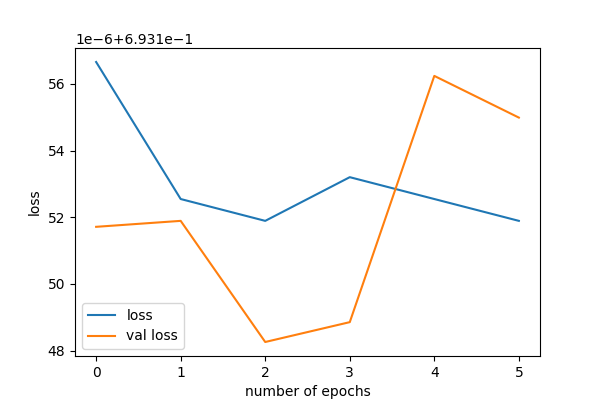 1e−6+6.931e−1
56
54
52
50
48
loss
loss
val loss
0 1 2 3 4 5
number of epochs